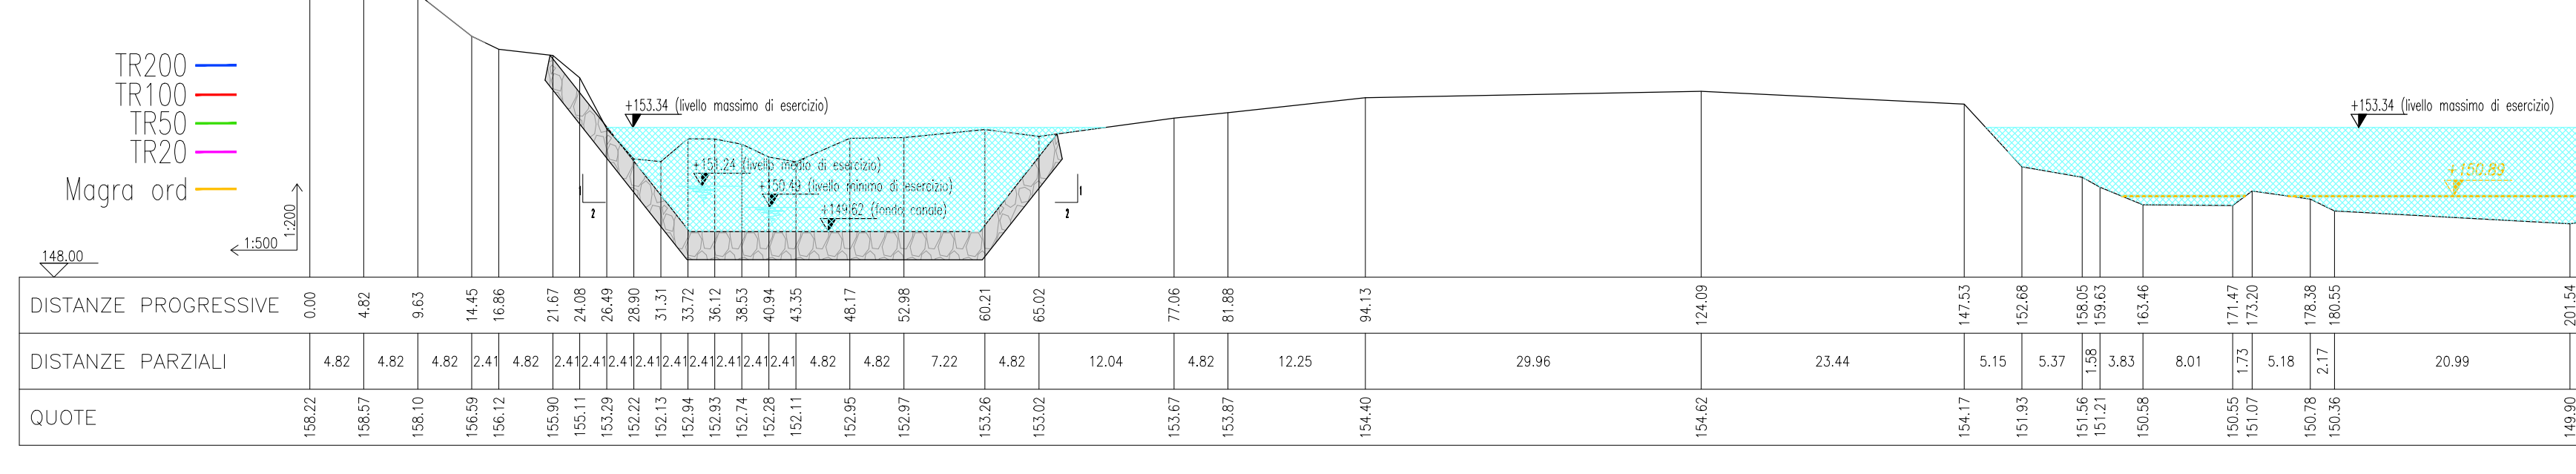 TR200
TR100
TR50
TR20
Magra ord
1:200
1:500
148.00
+153.34 (livello massimo di esercizio)
+151.24 (livello medio di esercizio)
+150.49 (livello minimo di esercizio)
+149.62 (fondo canale)
1
2
1
2
+153.34 (livello massimo di esercizio)
+150.89
DISTANZE PROGRESSIVE 0.00 4.82 9.63 14.45 16.86 21.67 24.08 26.49 28.90 31.31 33.72 36.12 38.53 40.94 43.35 48.17 52.98 60.21 65.02 77.06 81.88 94.13 124.09 147.53 152.68 158.05 159.63 163.46 171.47 173.20 178.38 180.55 201.54
DISTANZE PARZIALI 4.82 4.82 4.82 2.41 4.82 2.41 2.41 2.41 2.41 2.41 2.41 2.41 2.41 2.41 4.82 4.82 7.22 4.82 12.04 4.82 12.25 29.96 23.44 5.15 5.37 1.58 3.83 8.01 1.73 5.18 2.17 20.99
QUOTE 158.22 158.57 158.10 156.59 156.12 155.90 155.11 153.29 152.22 152.13 152.94 152.93 152.74 152.28 152.11 152.95 152.97 153.26 153.02 153.67 153.87 154.40 154.62 154.17 151.93 151.56 151.21 150.58 150.55 151.07 150.78 150.36 149.90